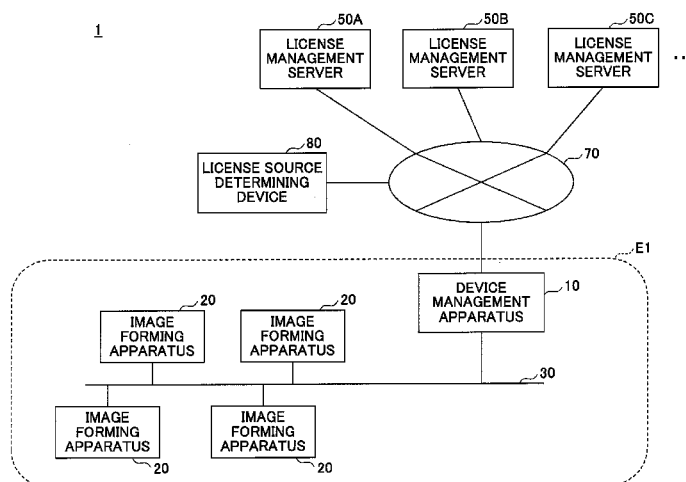 1
50A
50B
50C
LICENSE
MANAGEMENT
SERVER
LICENSE
MANAGEMENT
SERVER
LICENSE
MANAGEMENT
SERVER
...
80
LICENSE SOURCE
DETERMINING
DEVICE
70
E1
DEVICE
MANAGEMENT
APPARATUS
10
20
IMAGE
FORMING
APPARATUS
20
IMAGE
FORMING
APPARATUS
30
IMAGE
FORMING
APPARATUS
20
IMAGE
FORMING
APPARATUS
20